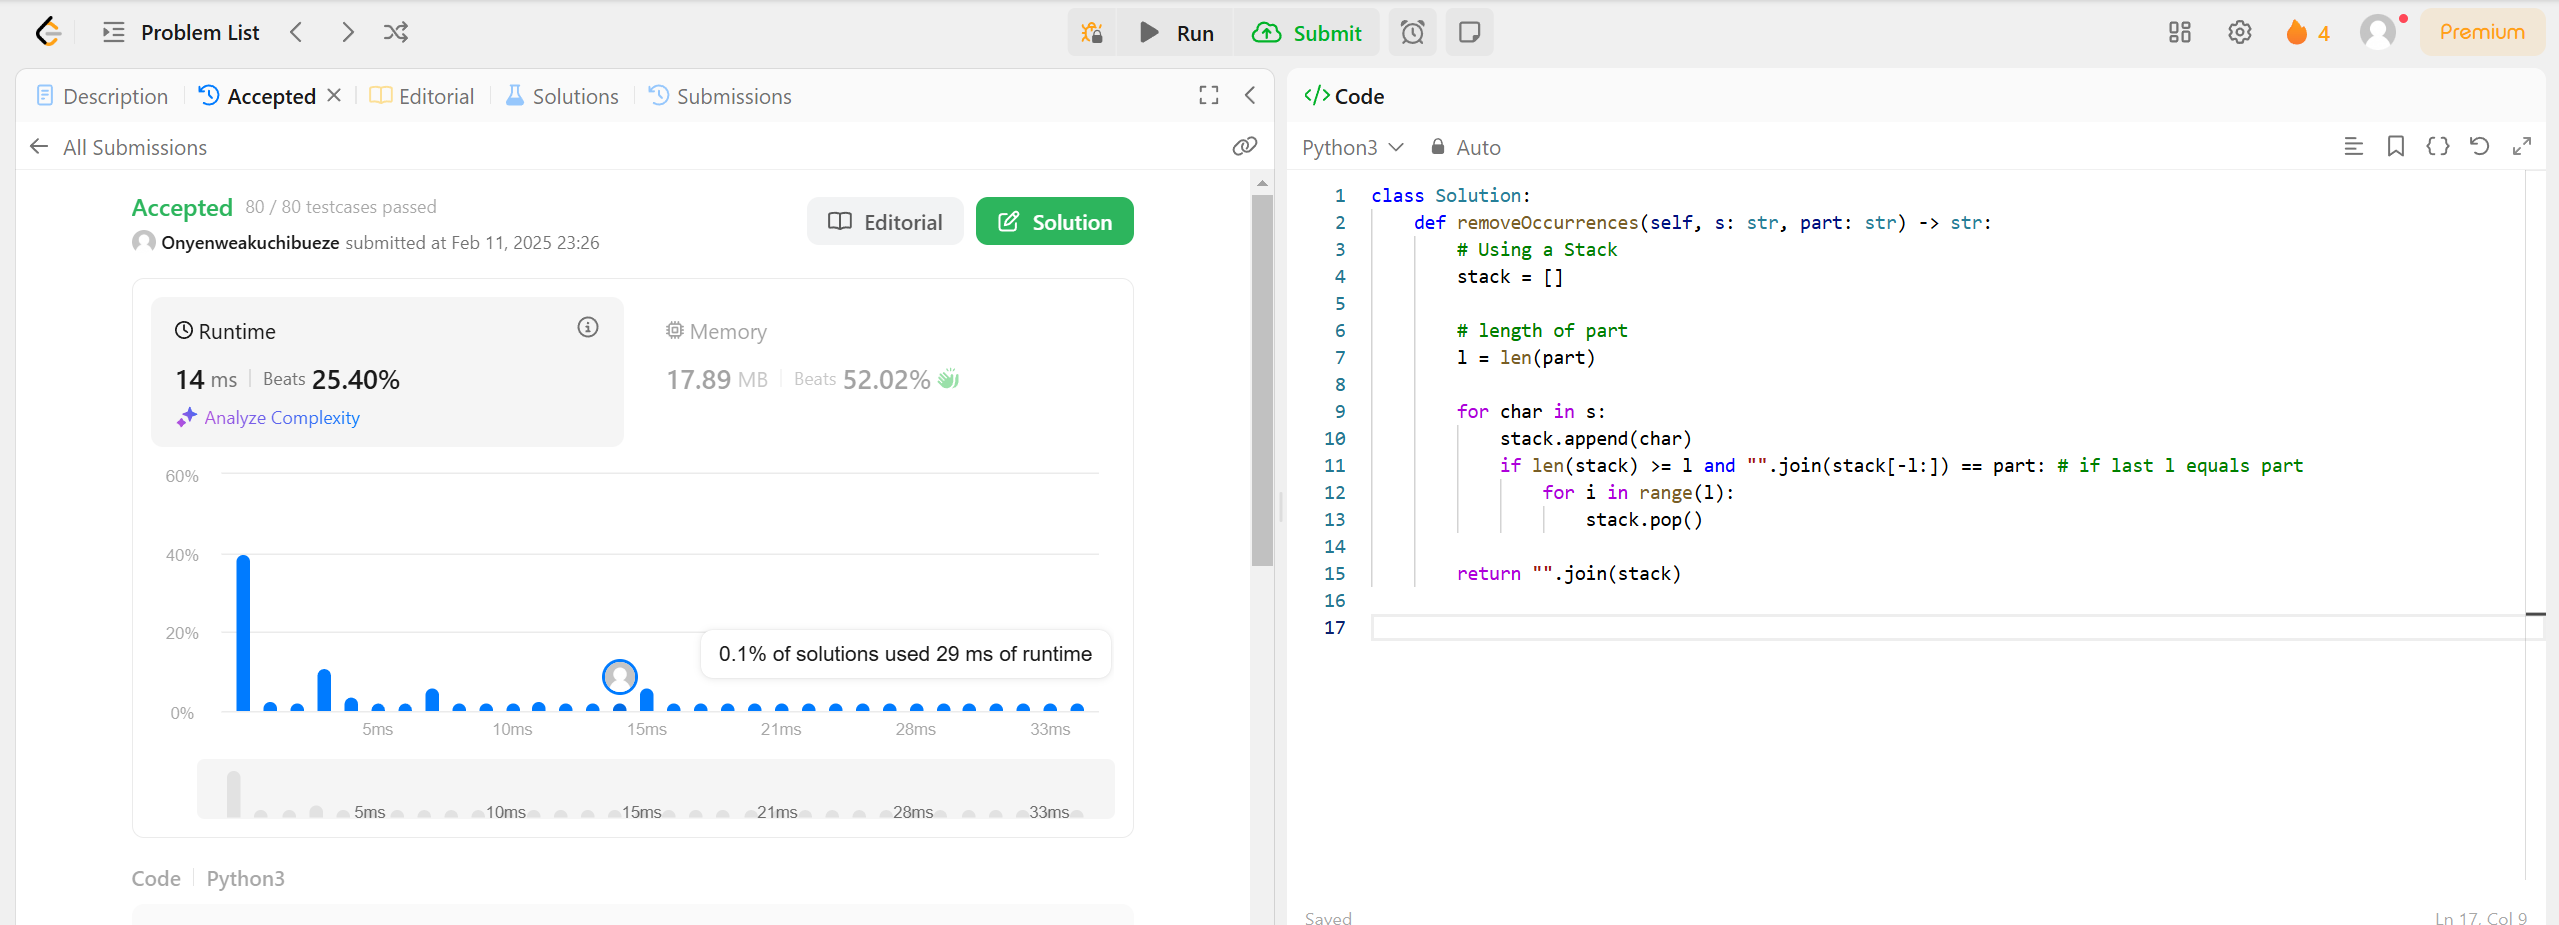 Problem List
Run
Submit
4
Premium
Description
Accepted
Editorial
Solutions
Submissions
All Submissions
Accepted 80 / 80 testcases passed
Onyenweakuchibueze submitted at Feb 11, 2025 23:26
Editorial
Solution
Runtime
14 ms Beats 25.40%
Analyze Complexity
Memory
17.89 MB Beats 52.02%
60%
40%
20%
0%
0.1% of solutions used 29 ms of runtime
5ms 10ms 15ms 21ms 28ms 33ms
5ms 10ms 15ms 21ms 28ms 33ms
Code Python3
</> Code
Python3 Auto
1 class Solution:
2     def removeOccurrences(self, s: str, part: str) -> str:
3         # Using a Stack
4         stack = []
5
6         # length of part
7         l = len(part)
8
9         for char in s:
10             stack.append(char)
11             if len(stack) >= l and "".join(stack[-l:]) == part: # if last l equals part
12                 for i in range(l):
13                     stack.pop()
14
15         return "".join(stack)
16
17
Saved
Ln 17, Col 9